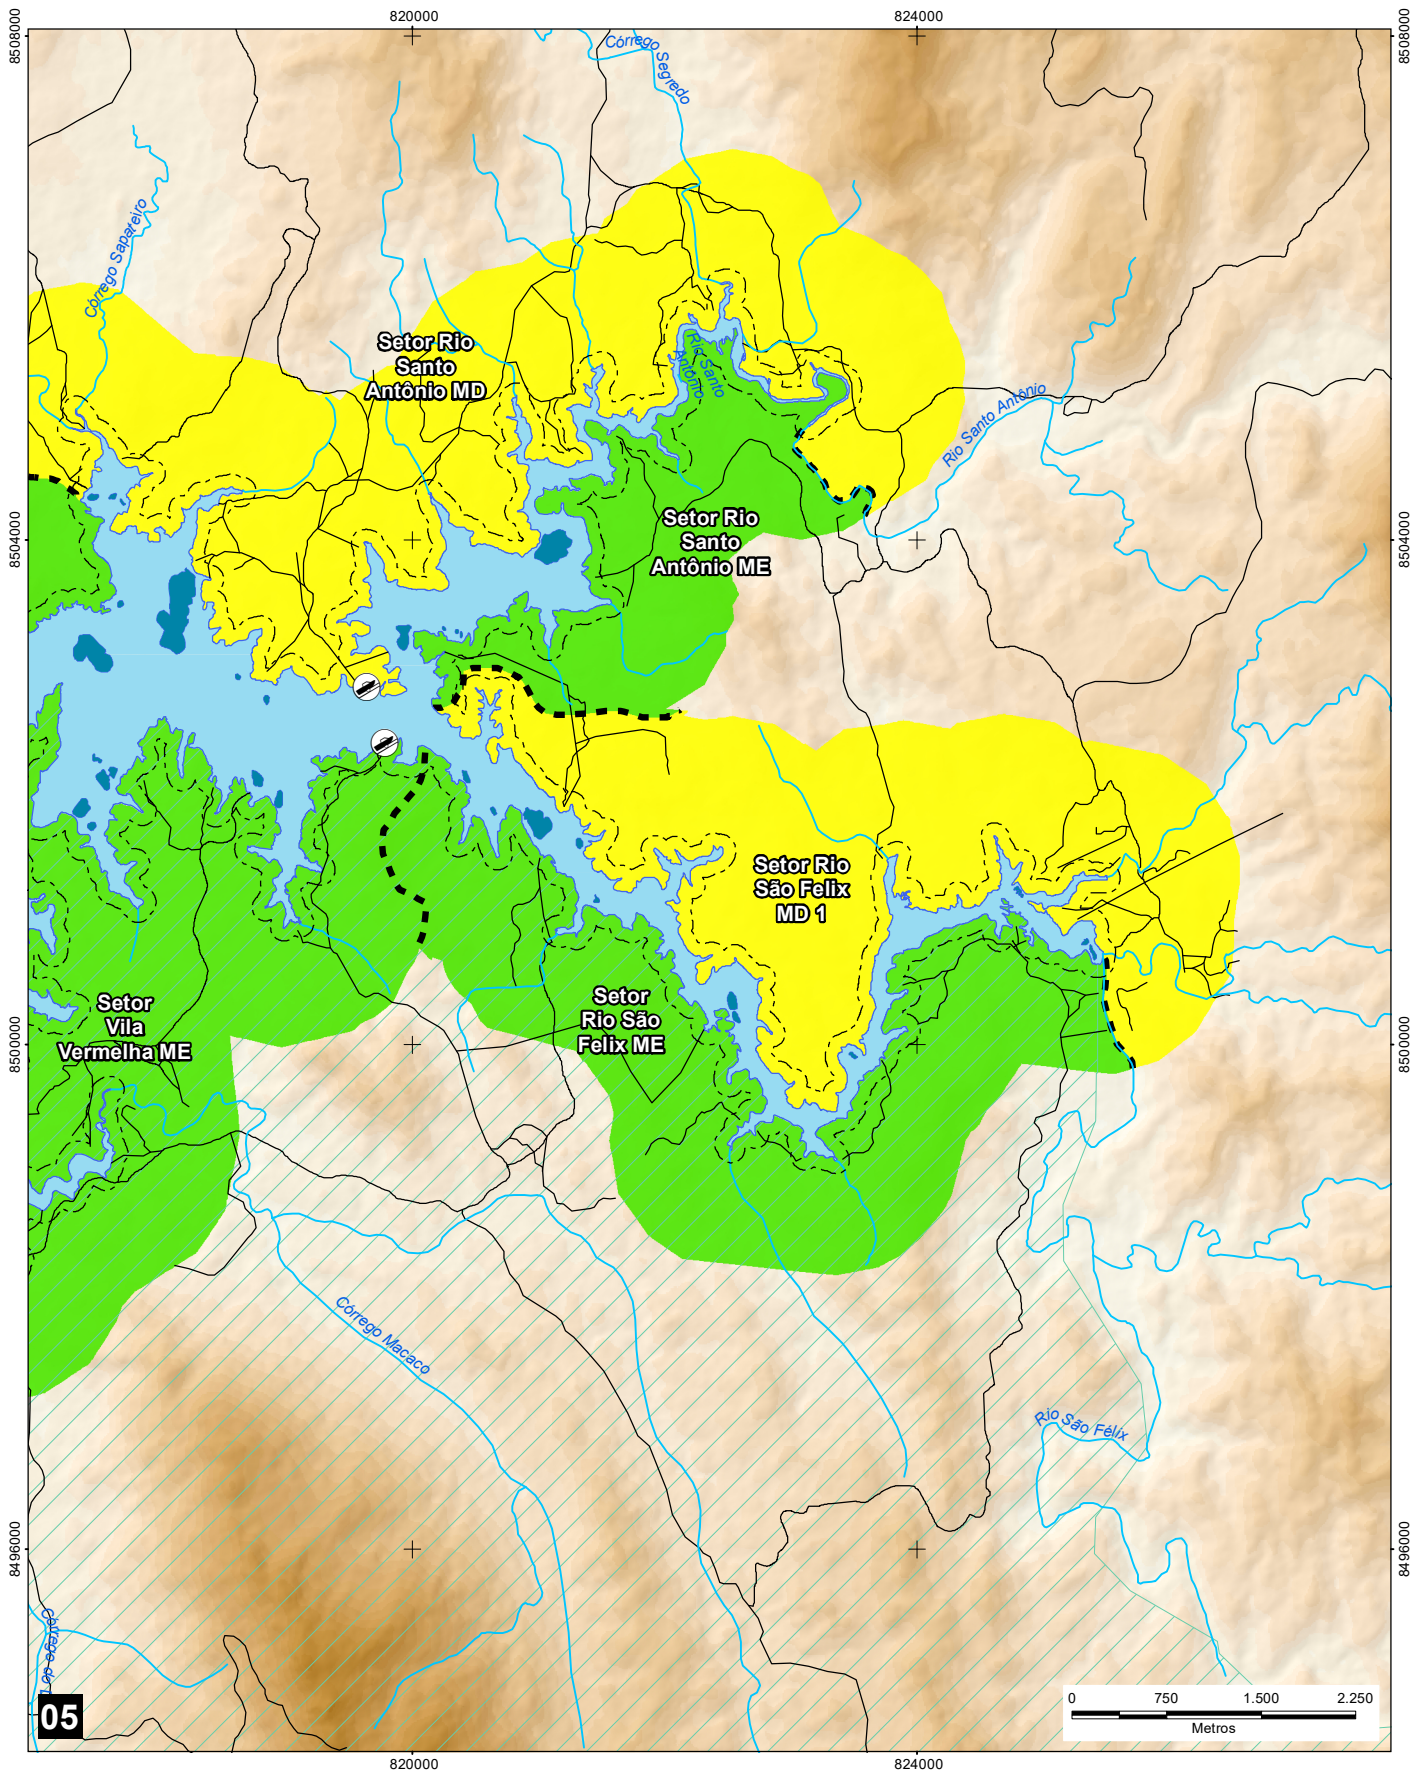 820000
824000
8508000
8508000
Córrego Segredo
Córrego Sapateiro
Setor Rio
Santo
Antônio MD
Rio Santo
Antônio
Rio Santo Antônio
8504000
8504000
Setor Rio
Santo
Antônio ME
Setor Rio
São Felix
MD 1
Setor
Vila
Vermelha ME
Setor
Rio São
Felix ME
8500000
8500000
Córrego Macaco
Rio São Félix
8496000
8496000
Córrego do
05
0
750
1.500
2.250
Metros
820000
824000